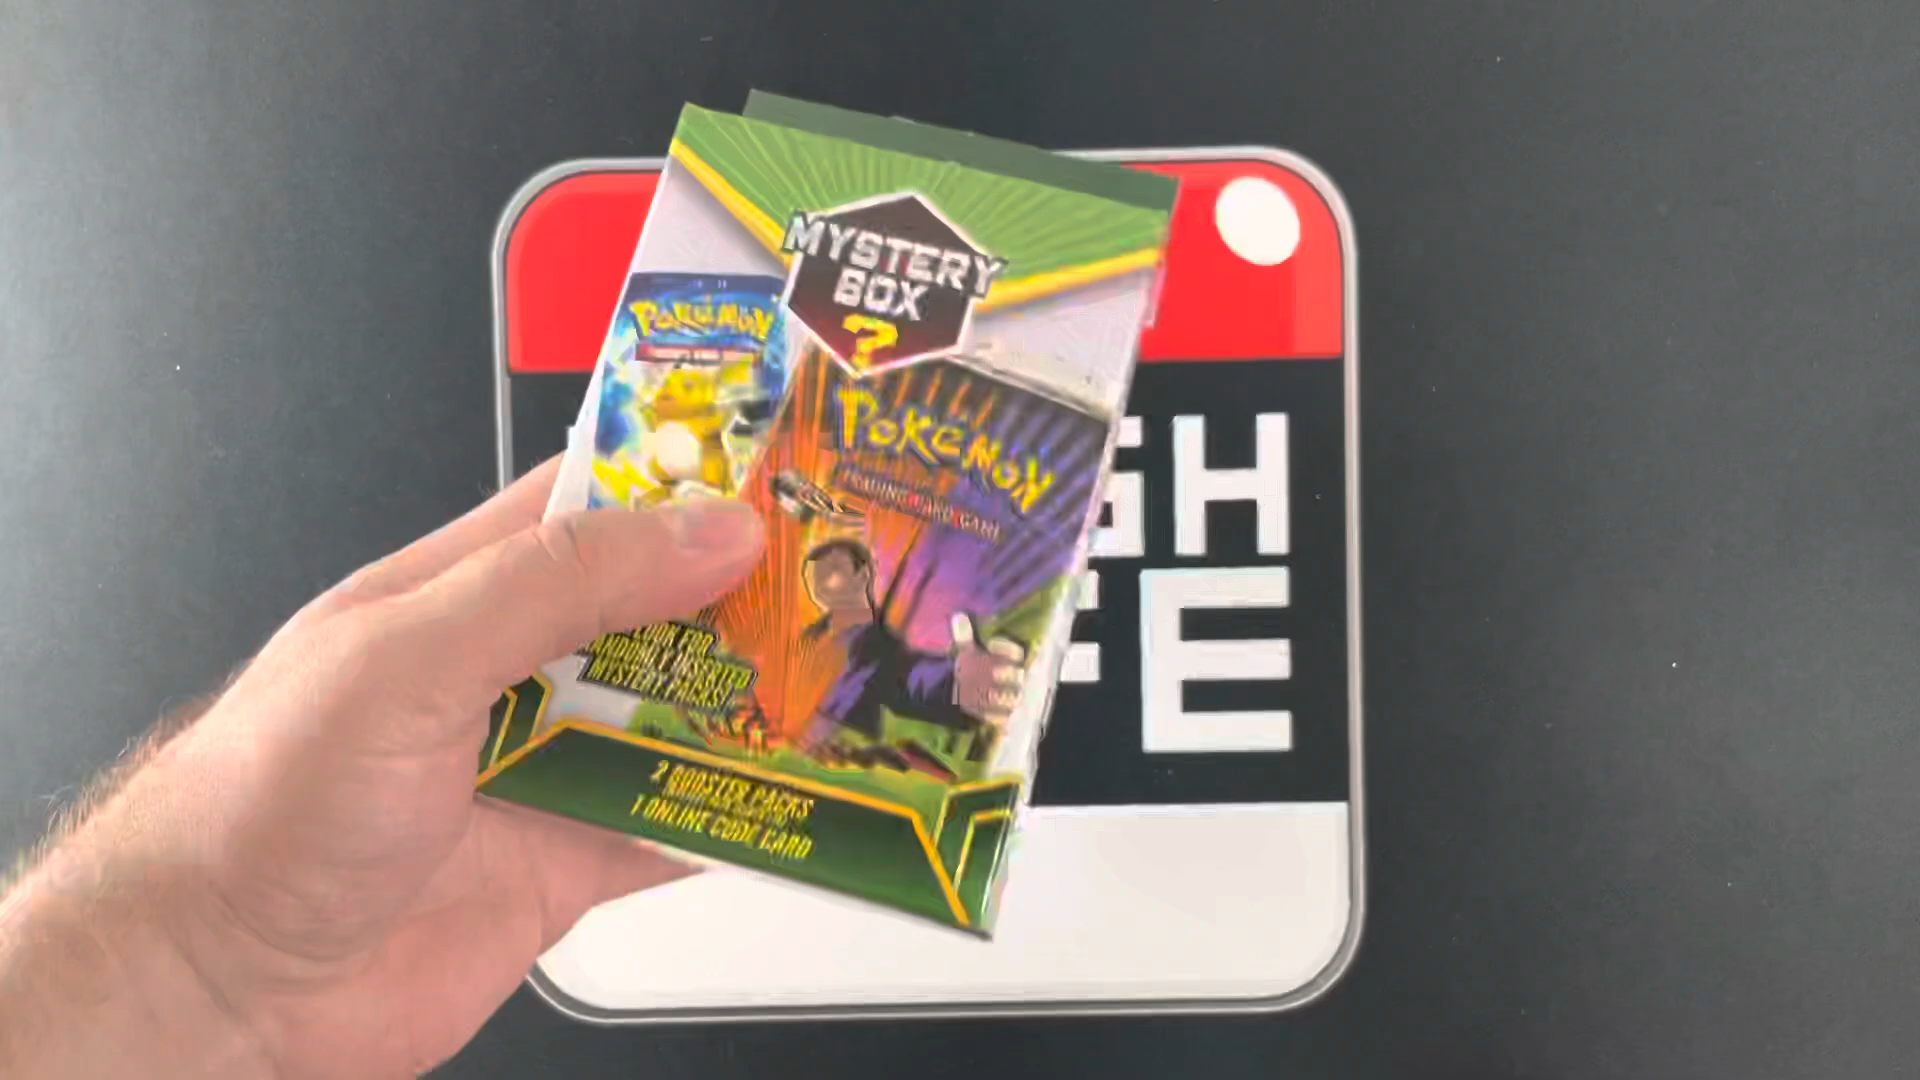 MYSTERY
BOX
?
POKéMON
POKéMON
TRADING CARD GAME
LOOK FOR
RANDOMLY INSERTED
MYSTERY PACKS!
2 BOOSTER PACKS
1 ONLINE CODE CARD
GH
FE